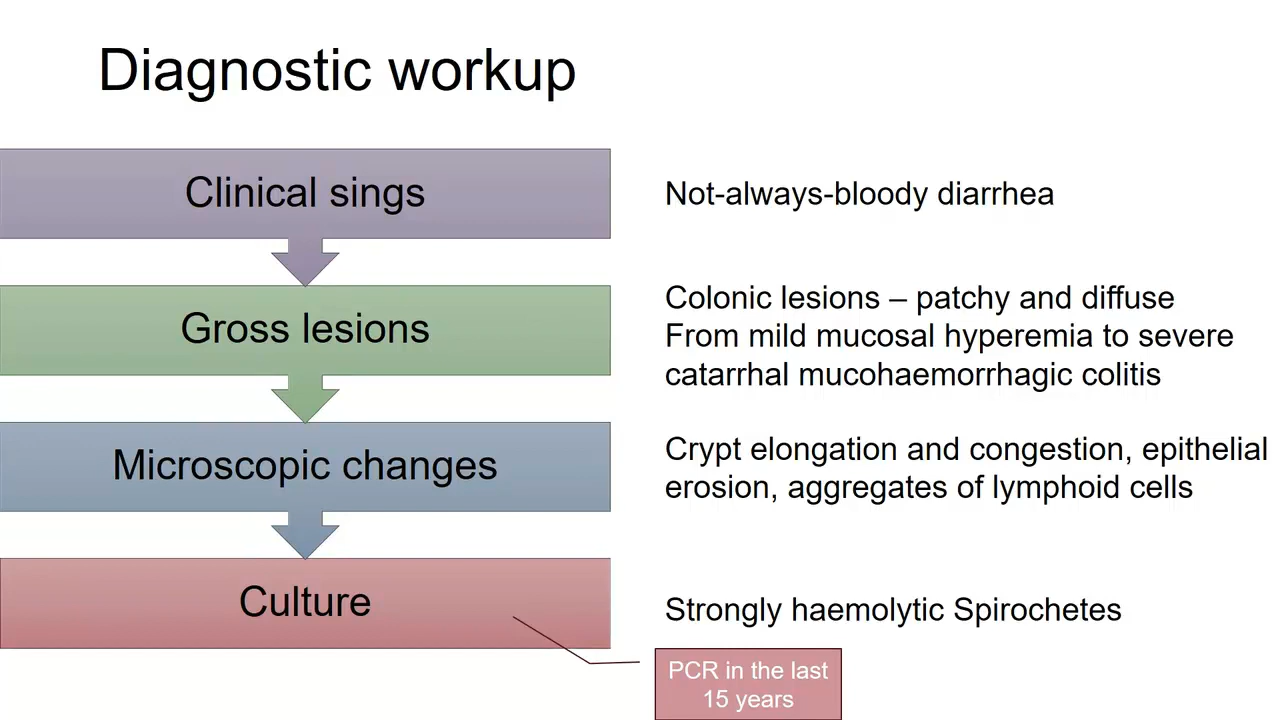 Diagnostic workup
Clinical sings
Not-always-bloody diarrhea
Gross lesions
Colonic lesions – patchy and diffuse
From mild mucosal hyperemia to severe
catarrhal mucohaemorrhagic colitis
Microscopic changes
Crypt elongation and congestion, epithelial
erosion, aggregates of lymphoid cells
Culture
Strongly haemolytic Spirochetes
PCR in the last
15 years